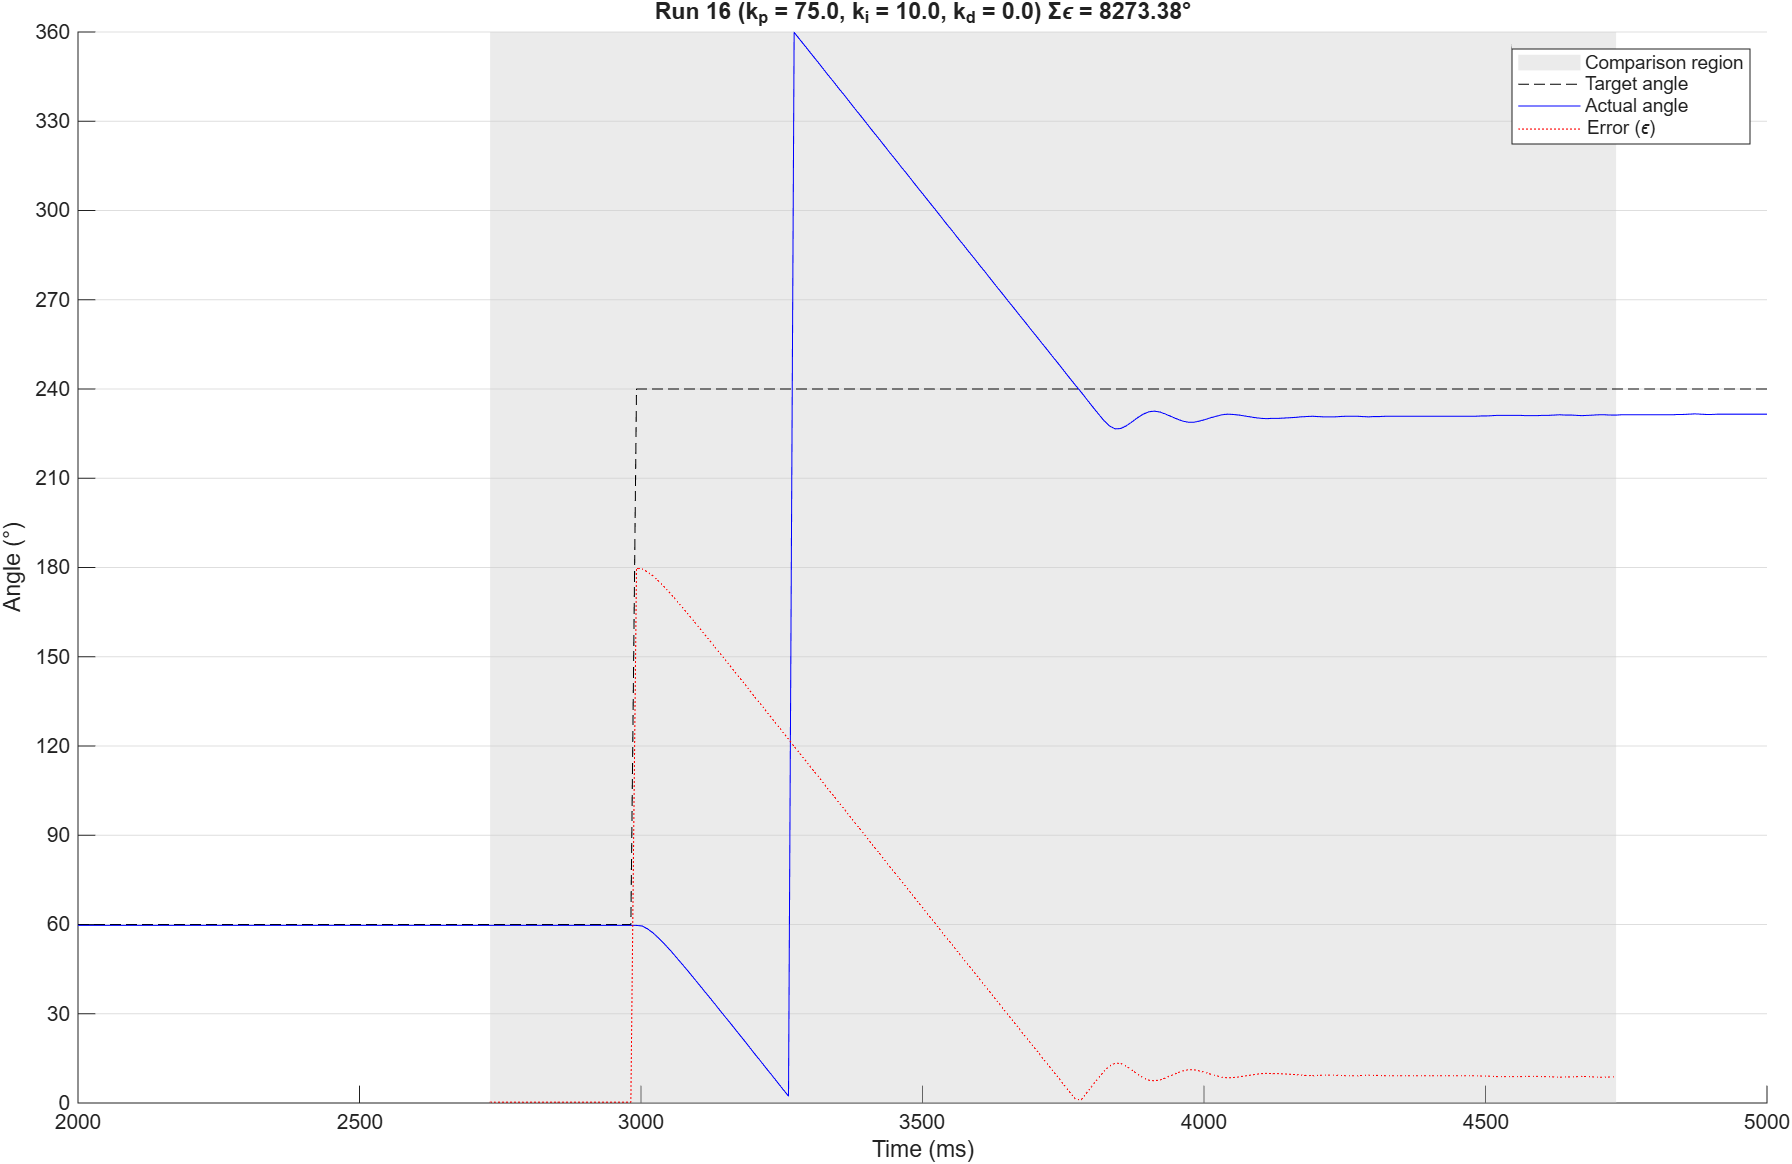 Run 16 (kp = 75.0, ki = 10.0, kd = 0.0) Σϵ = 8273.38°
Comparison region
Target angle
Actual angle
Error (ϵ)
Angle (°)
360
330
300
270
240
210
180
150
120
90
60
30
0
2000 2500 3000 3500 4000 4500 5000
Time (ms)